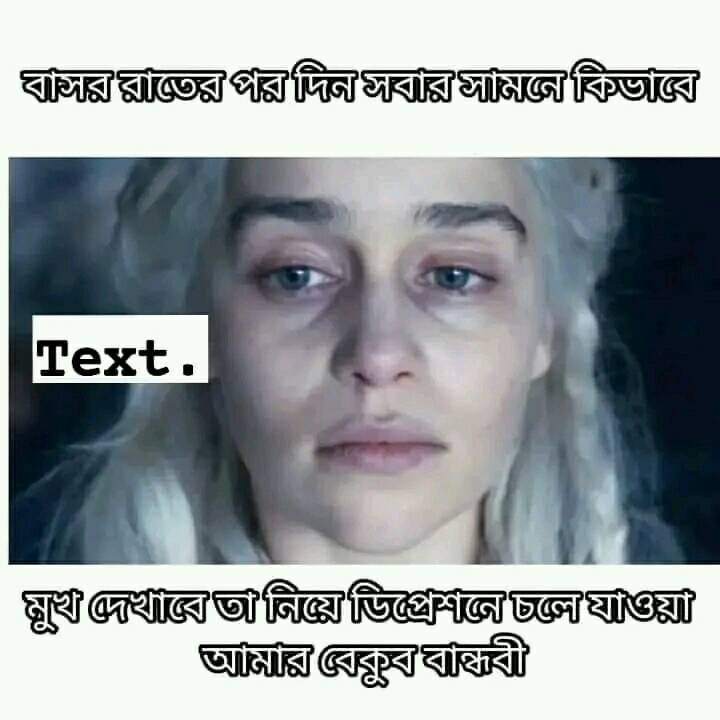 বাসর রাতের পর দিন সবার সামনে কিভাবে
Text.
মুখ দেখাবে তা নিয়ে ডিপ্রেশনে চলে যাওয়া
আমার বেকুব বান্ধবী